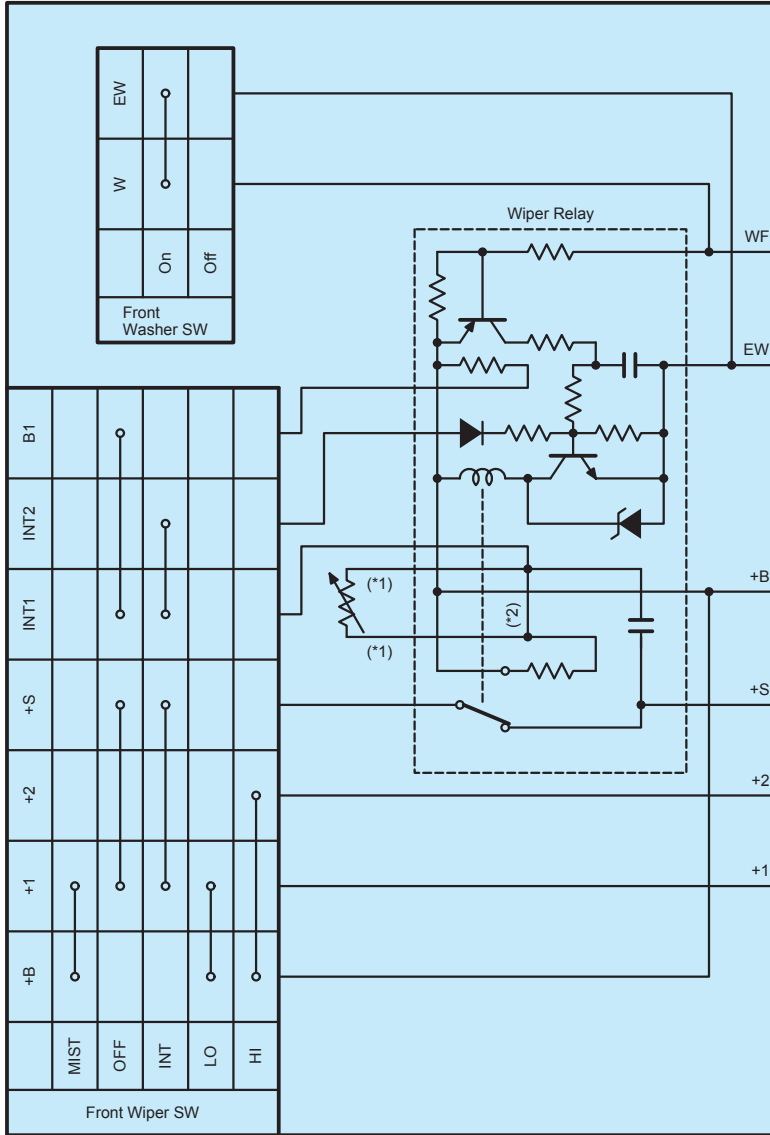 EW
W
On
Off
Front
Washer SW
Wiper Relay
WF
EW
B1
INT2
INT1
+S
+2
+1
+B
(*1)
(*1)
(*2)
+B
+S
+2
+1
MIST
OFF
INT
LO
HI
Front Wiper SW